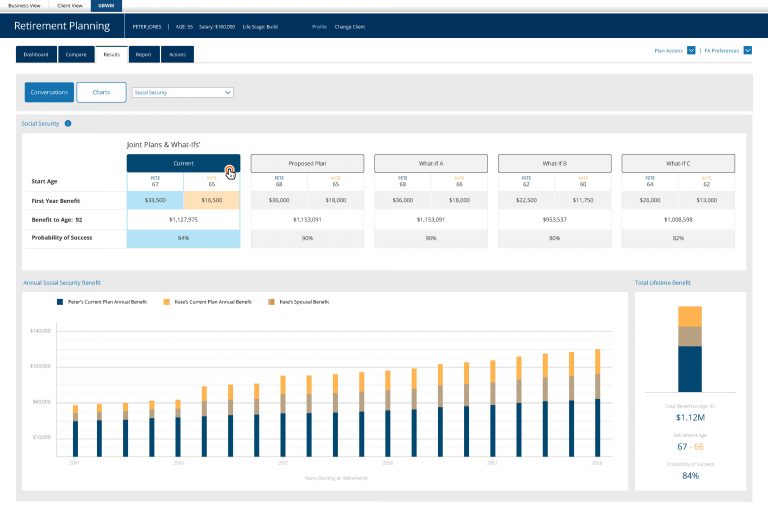 Business View Client View GBWM
Retirement Planning PETER JONES | AGE: 55 Salary: $160,000 Life Stage: Build Profile Change Client
Dashboard Compare Results Report Actions Plan Actions | FA Preferences
Conversations Charts Social Security
Social Security i
Joint Plans & What-Ifs'
Current Proposed Plan What-If A What-If B What-If C
PETE KATE PETE KATE PETE KATE PETE KATE PETE KATE
Start Age 67 65 68 65 68 66 62 60 64 62
First Year Benefit $33,500 $16,500 $36,000 $18,000 $36,000 $18,000 $22,500 $11,750 $26,000 $13,000
Benefit to Age: 92 $1,127,975 $1,153,091 $1,153,091 $953,537 $1,008,598
Probability of Success 84% 90% 90% 80% 82%
Annual Social Security Benefit Total Lifetime Benefit
Peter's Current Plan Annual Benefit Kate's Current Plan Annual Benefit Kate's Spousal Benefit
$140,000
$100,000
$60,000
$10,000
2041
Years (Starting at Retirement)
Total Benefit to Age 92
$1.12M
Retirement Age
67 - 66
Probability of Success
84%